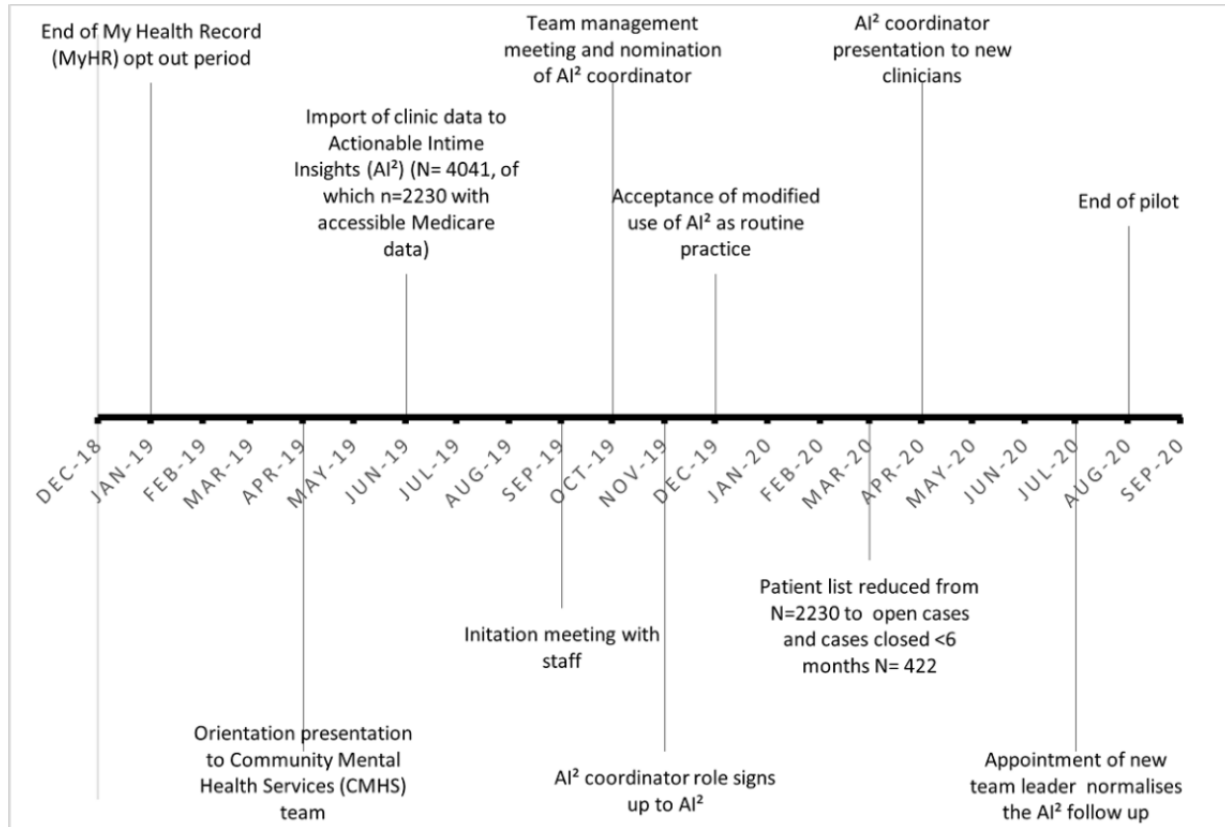 End of My Health Record
(MyHR) opt out period
Import of clinic data to
Actionable Intime
Insights (AI²) (N= 4041, of
which n=2230 with
accessible Medicare
data)
Team management
meeting and nomination
of AI² coordinator
Acceptance of modified
use of AI² as routine
practice
AI² coordinator
presentation to new
clinicians
End of pilot
DEC-18
JAN-19
FEB-19
MAR-19
APR-19
MAY-19
JUN-19
JUL-19
AUG-19
SEP-19
OCT-19
NOV-19
DEC-19
JAN-20
FEB-20
MAR-20
APR-20
MAY-20
JUN-20
JUL-20
AUG-20
SEP-20
Orientation presentation
to Community Mental
Health Services (CMHS)
team
Initation meeting with
staff
AI² coordinator role signs
up to AI²
Patient list reduced from
N=2230 to open cases
and cases closed <6
months N= 422
Appointment of new
team leader normalises
the AI² follow up